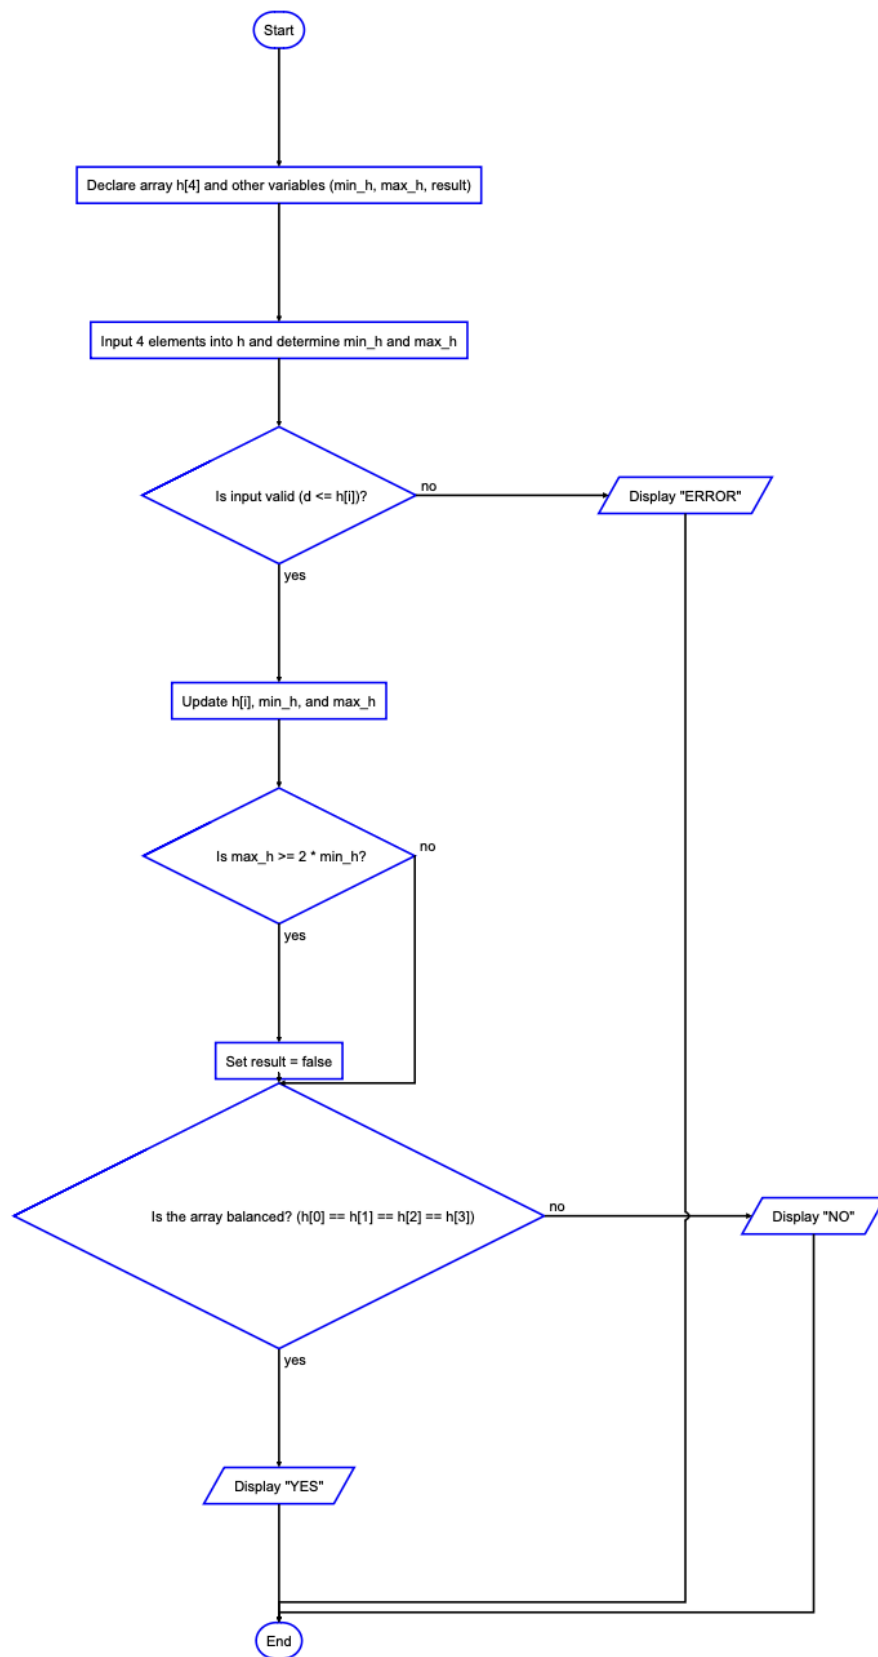 Start
Declare array h[4] and other variables (min_h, max_h, result)
Input 4 elements into h and determine min_h and max_h
Is input valid (d <= h[i])?
no
Display "ERROR"
yes
Update h[i], min_h, and max_h
Is max_h >= 2 * min_h?
no
yes
Set result = false
Is the array balanced? (h[0] == h[1] == h[2] == h[3])
no
Display "NO"
yes
Display "YES"
End